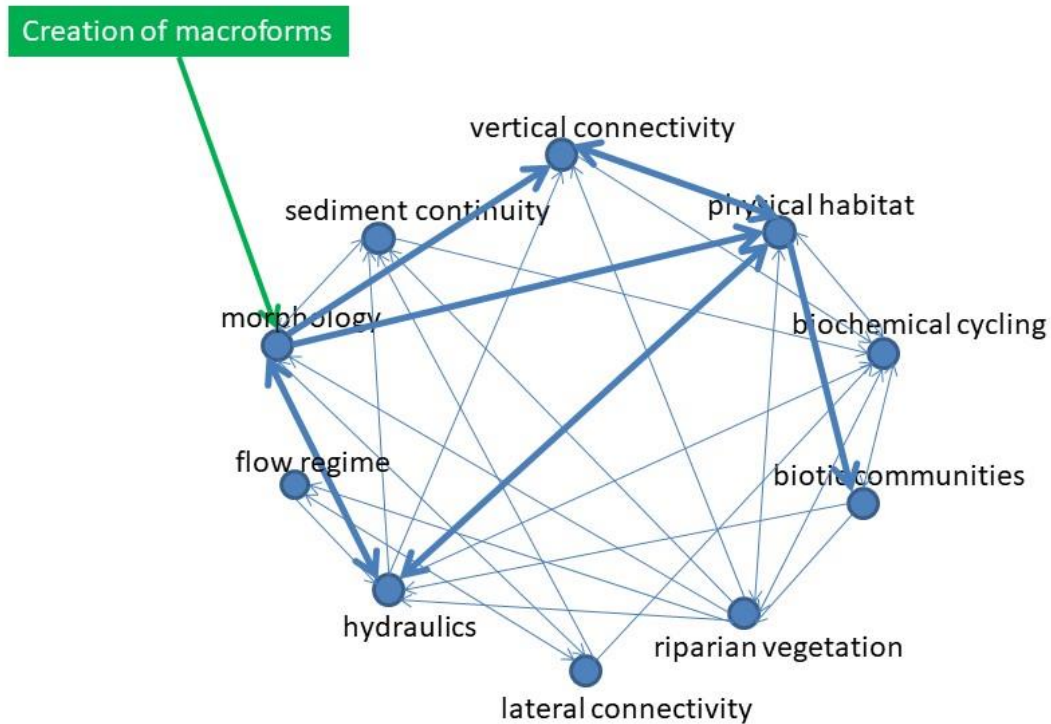 Creation of macroforms
vertical connectivity
physical habitat
sediment continuity
morphology
biochemical cycling
flow regime
biotic communities
hydraulics
riparian vegetation
lateral connectivity